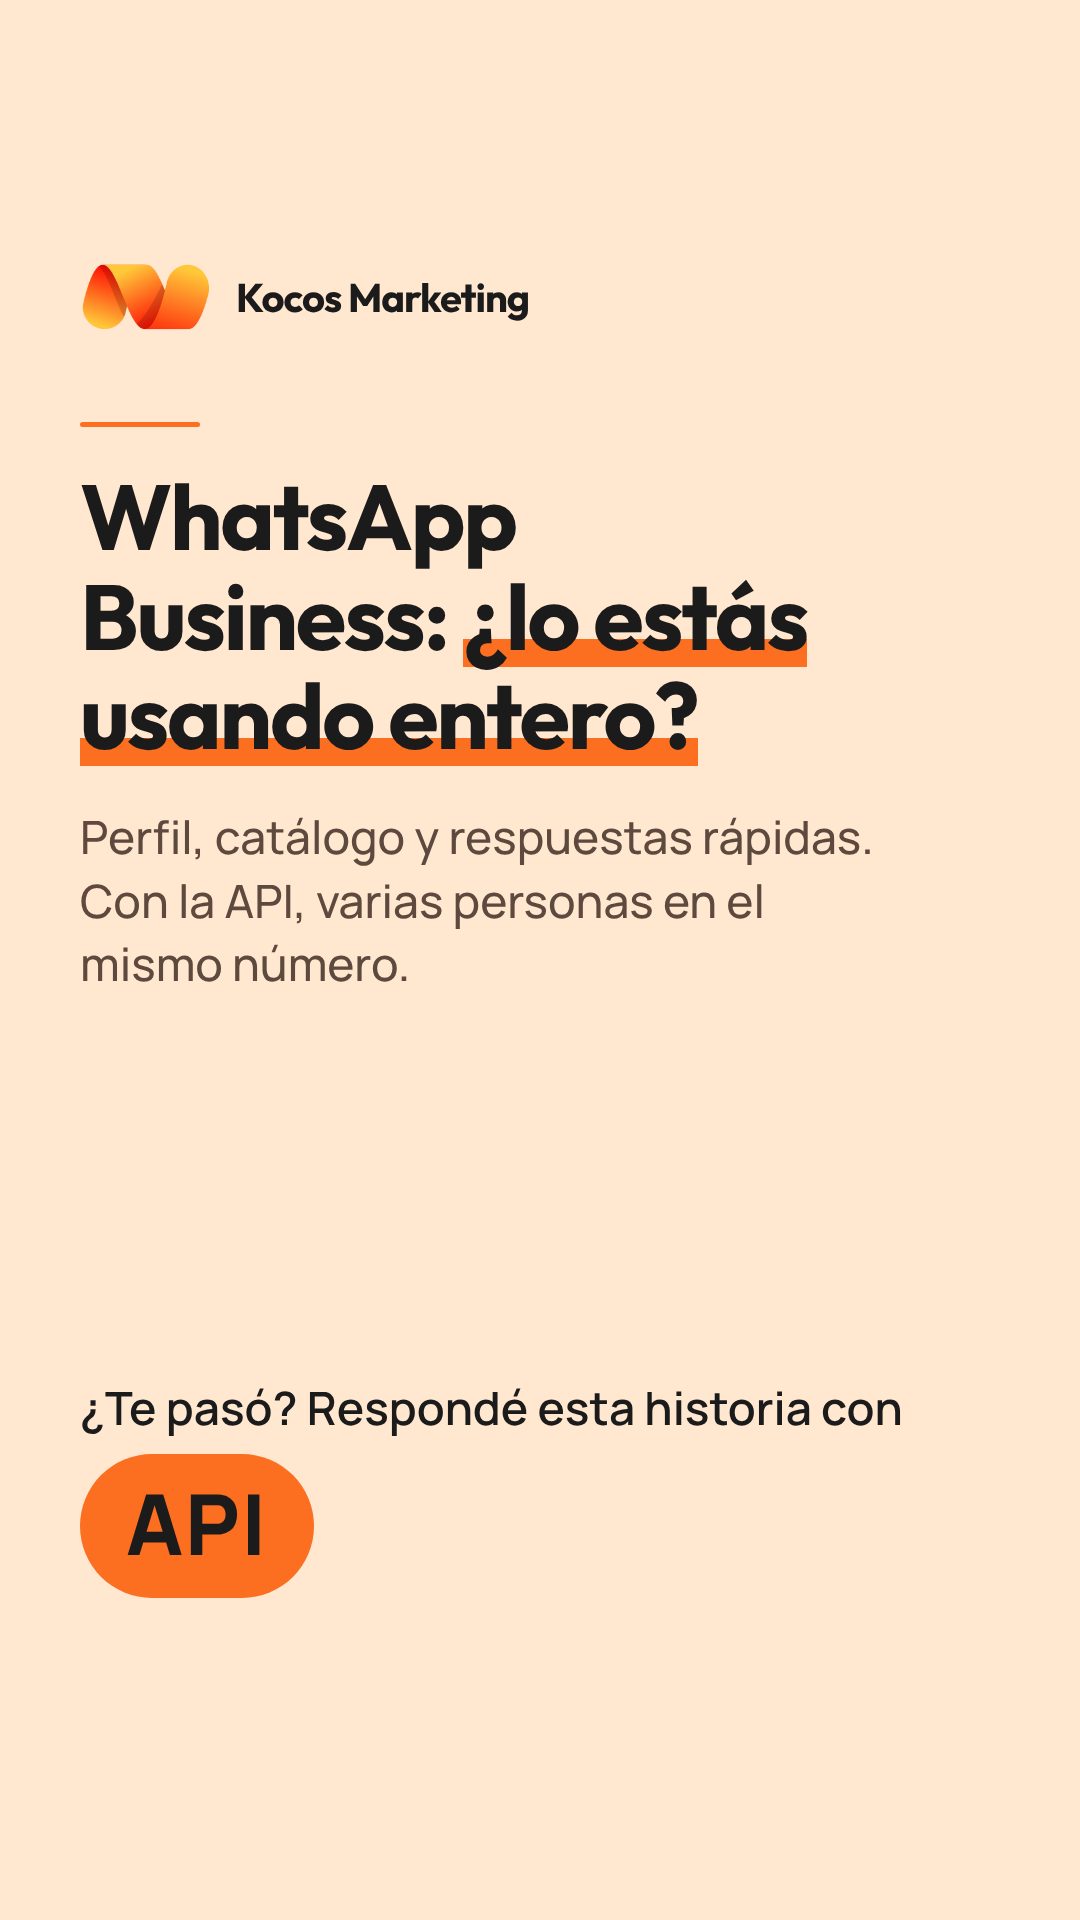 Kocos Marketing
WhatsApp
Business: ¿lo estás
usando entero?
Perfil, catálogo y respuestas rápidas.
Con la API, varias personas en el
mismo número.
¿Te pasó? Respondé esta historia con
API